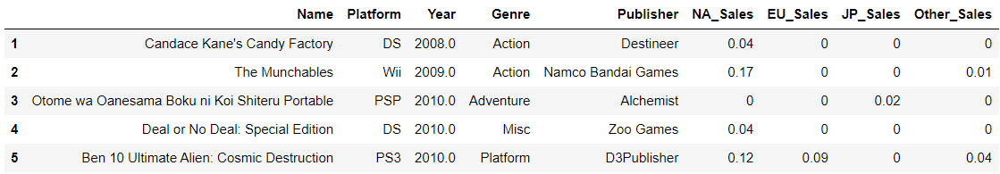 Name Platform Year Genre Publisher NA_Sales EU_Sales JP_Sales Other_Sales
1 Candace Kane's Candy Factory DS 2008.0 Action Destineer 0.04 0 0 0
2 The Munchables Wii 2009.0 Action Namco Bandai Games 0.17 0 0 0.01
3 Otome wa Oanesama Boku ni Koi Shiteru Portable PSP 2010.0 Adventure Alchemist 0 0 0.02 0
4 Deal or No Deal: Special Edition DS 2010.0 Misc Zoo Games 0.04 0 0 0
5 Ben 10 Ultimate Alien: Cosmic Destruction PS3 2010.0 Platform D3Publisher 0.12 0.09 0 0.04